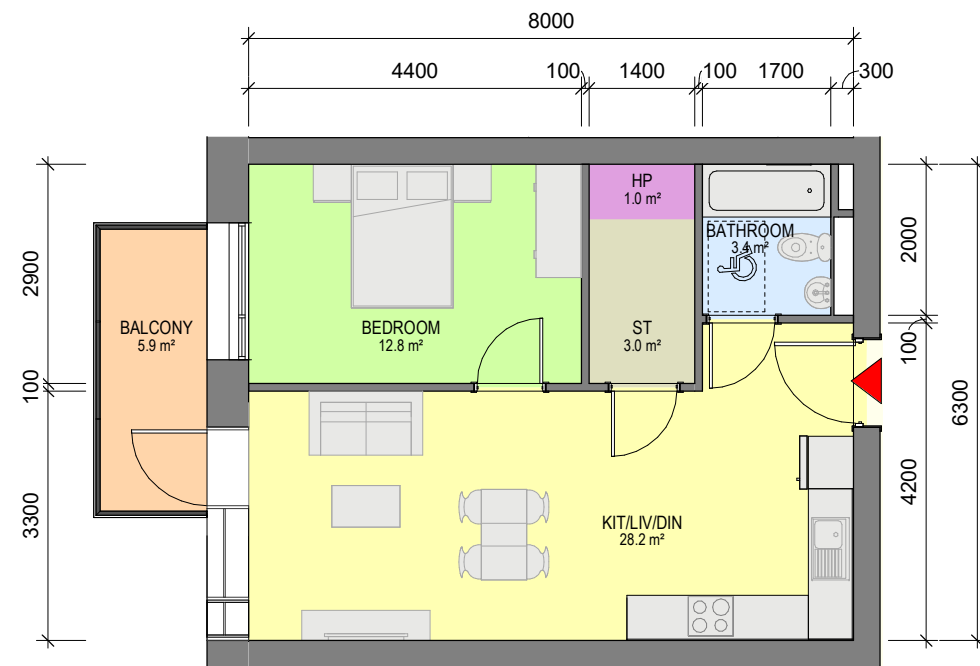 8000
4400
100
1400
100
1700
300
HP
1.0 m²
BATHROOM
3.4 m²
2000
2900
BALCONY
5.9 m²
BEDROOM
12.8 m²
ST
3.0 m²
100
100
6300
3300
4200
KIT/LIV/DIN
28.2 m²